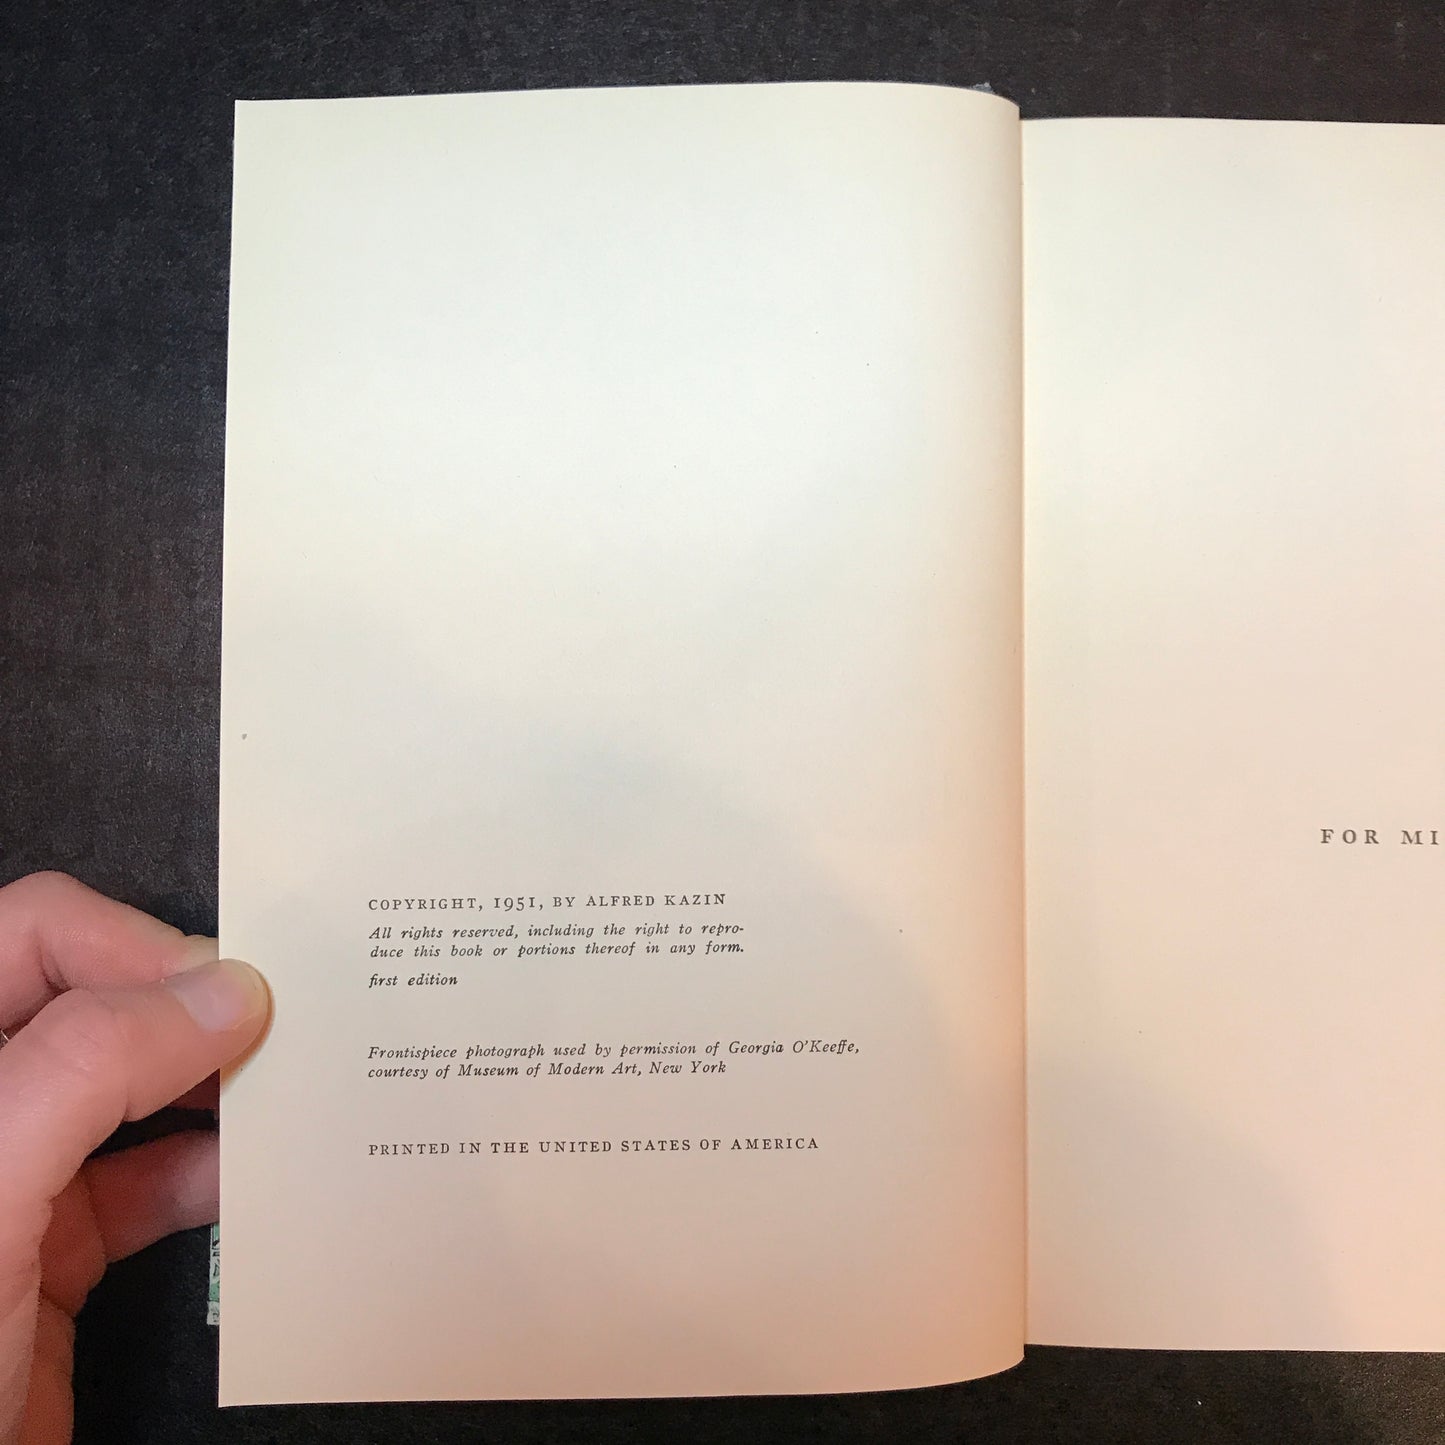 COPYRIGHT, 1951, BY ALFRED KAZIN
All rights reserved, including the right to repro-
duce this book or portions thereof in any form.
first edition
Frontispiece photograph used by permission of Georgia O'Keeffe,
courtesy of Museum of Modern Art, New York
PRINTED IN THE UNITED STATES OF AMERICA
FOR MI